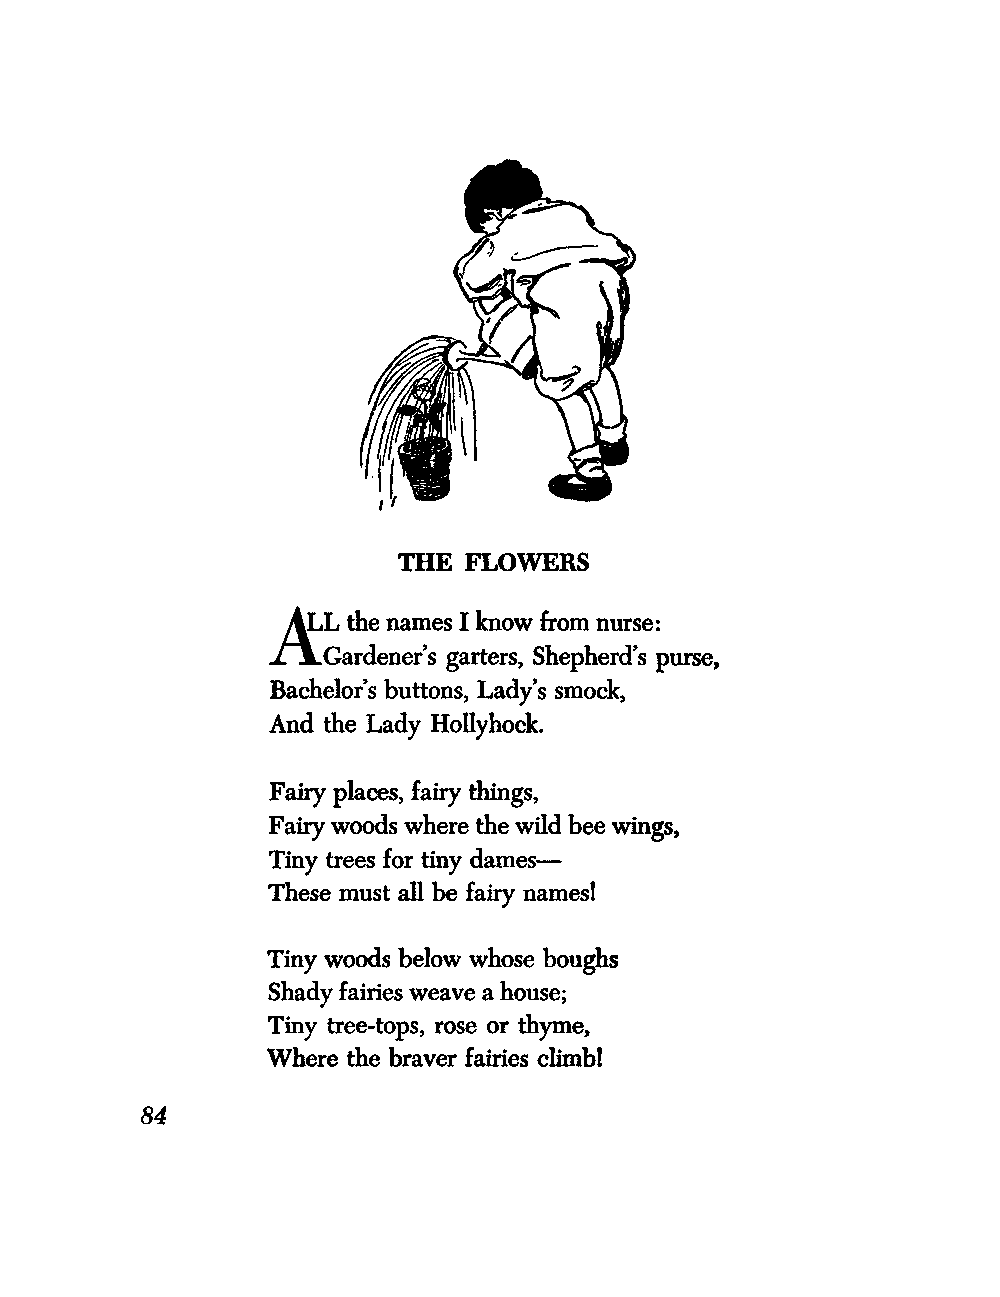 THE FLOWERS
ALL the names I know from nurse:
Gardener's garters, Shepherd's purse,
Bachelor's buttons, Lady's smock,
And the Lady Hollyhock.
Fairy places, fairy things,
Fairy woods where the wild bee wings,
Tiny trees for tiny dames—
These must all be fairy names!
Tiny woods below whose boughs
Shady fairies weave a house;
Tiny tree-tops, rose or thyme,
Where the braver fairies climb!
84